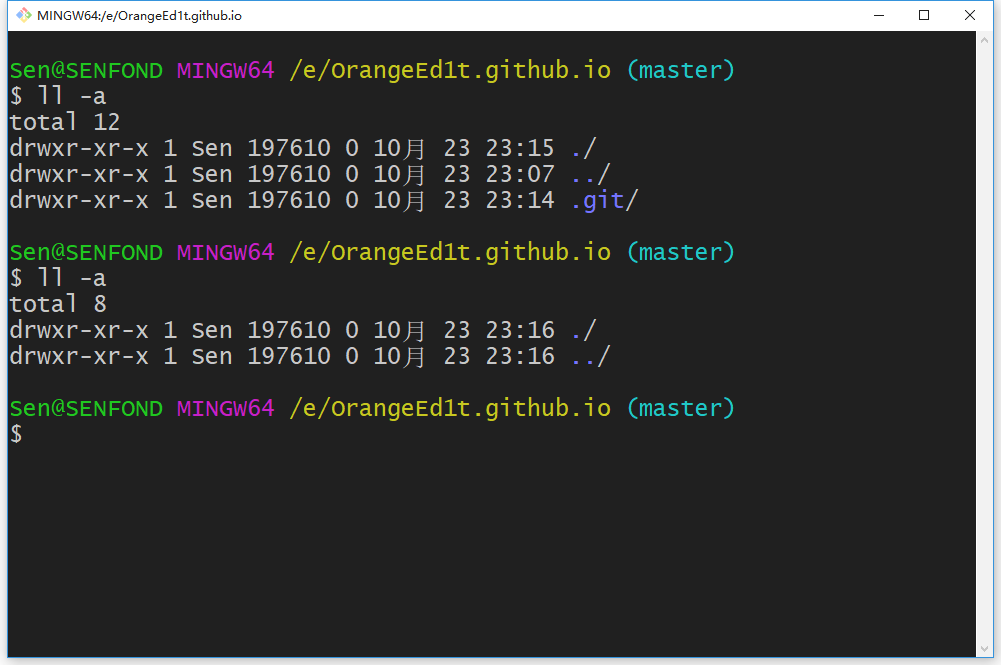 MINGW64:/e/OrangeEd1t.github.io
Sen@SENFOND MINGW64 /e/OrangeEd1t.github.io (master)
$ ll -a
total 12
drwxr-xr-x 1 Sen 197610 0 10月 23 23:15 ./
drwxr-xr-x 1 Sen 197610 0 10月 23 23:07 ../
drwxr-xr-x 1 Sen 197610 0 10月 23 23:14 .git/
Sen@SENFOND MINGW64 /e/OrangeEd1t.github.io (master)
$ ll -a
total 8
drwxr-xr-x 1 Sen 197610 0 10月 23 23:16 ./
drwxr-xr-x 1 Sen 197610 0 10月 23 23:16 ../
Sen@SENFOND MINGW64 /e/OrangeEd1t.github.io (master)
$